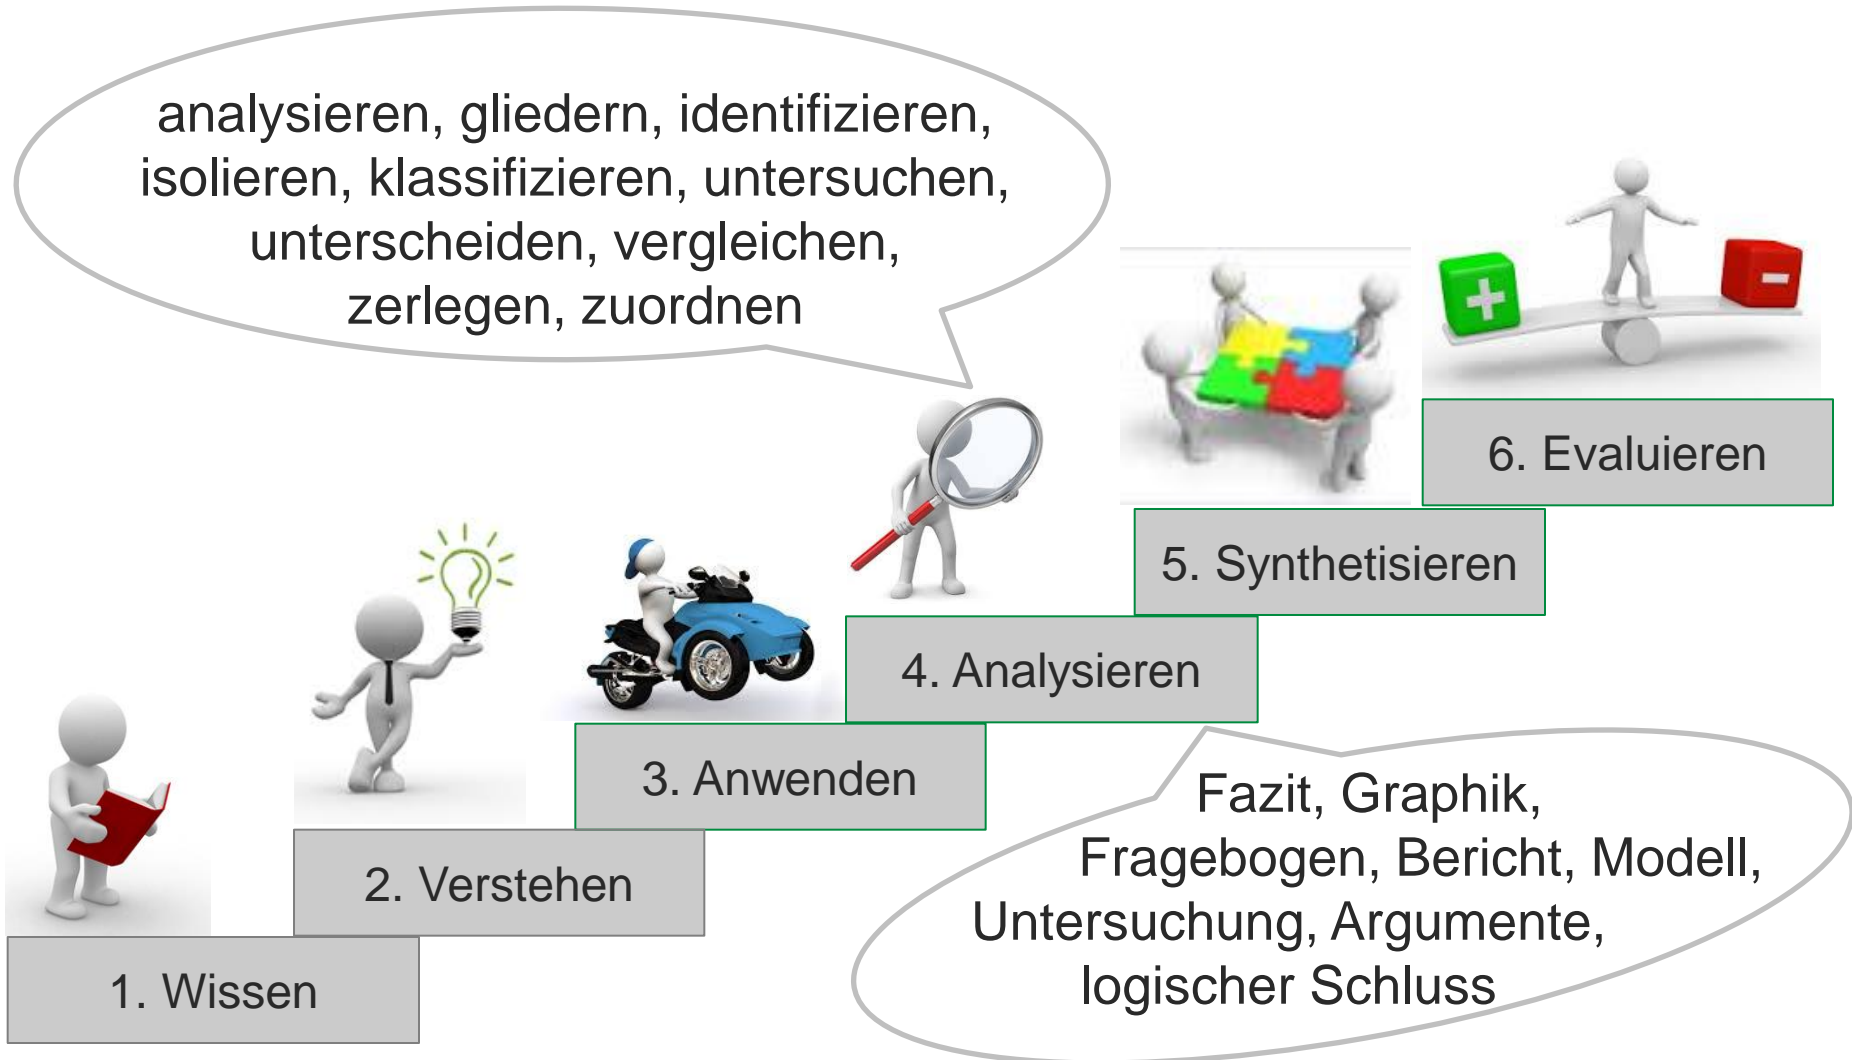 analysieren, gliedern, identifizieren,
isolieren, klassifizieren, untersuchen,
unterscheiden, vergleichen,
zerlegen, zuordnen
6. Evaluieren
5. Synthetisieren
4. Analysieren
3. Anwenden
2. Verstehen
1. Wissen
Fazit, Graphik,
Fragebogen, Bericht, Modell,
Untersuchung, Argumente,
logischer Schluss